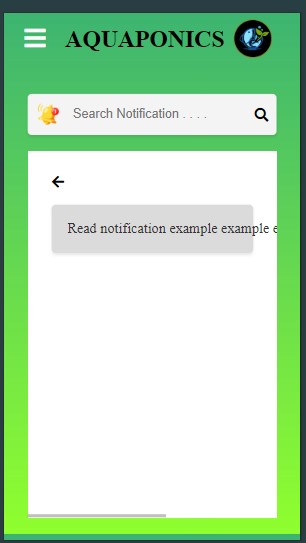 AQUAPONICS
Search Notification . . . .
Read notification example example e